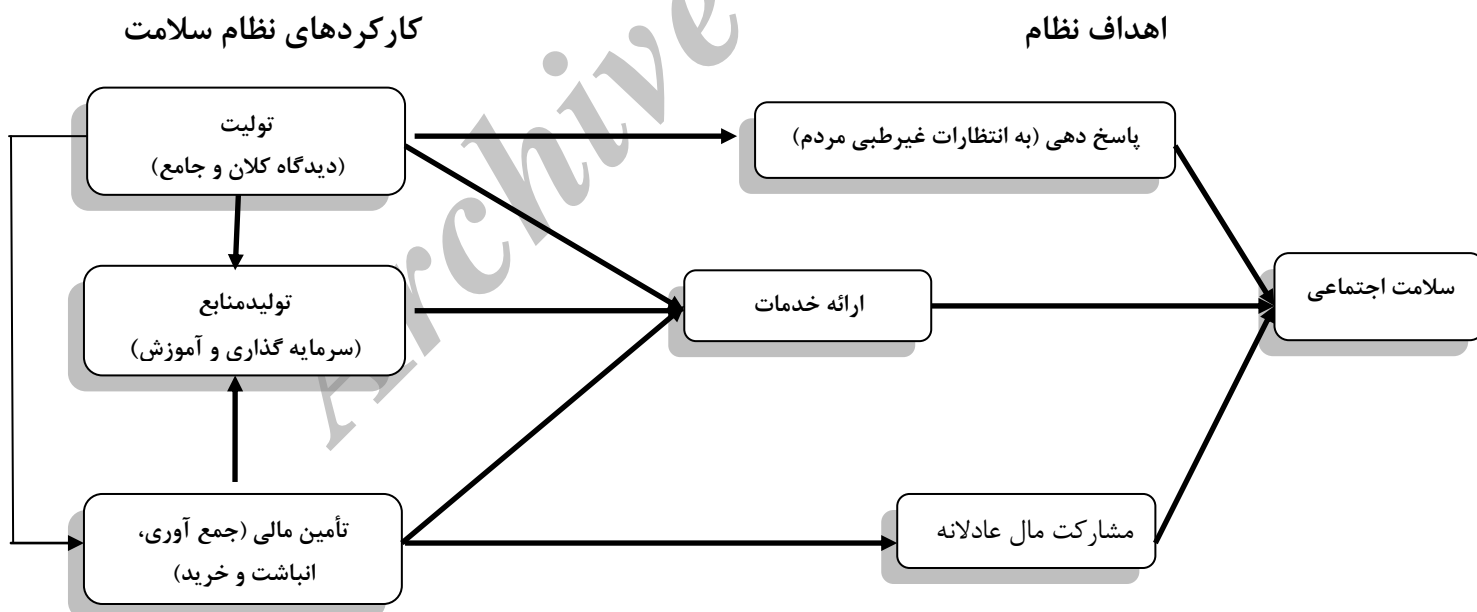 اهداف نظام
کارکردهای نظام سلامت
تولیت
(دیدگاه کلان و جامع)
پاسخ دهی (به انتظارات غیرطبی مردم)
تولیدمنابع
(سرمایه گذاری و آموزش)
ارائه خدمات
سلامت اجتماعی
تأمین مالی (جمع آوری،
انباشت و خرید)
مشارکت مال عادلانه
Archive